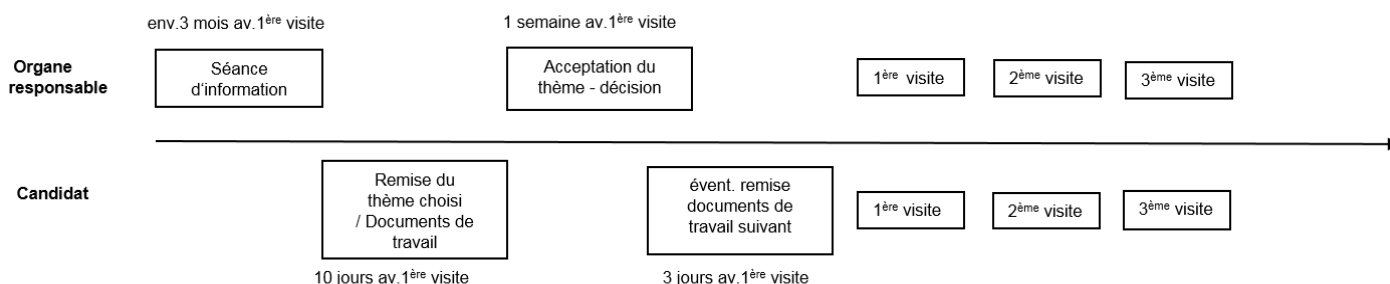 env.3 mois av.1ère visite
1 semaine av.1ère visite
Organe
responsable
Séance
d‘information
Acceptation du
thème - décision
1ère visite
2ème visite
3ème visite
Candidat
Remise du
thème choisi
/ Documents de
travail
évent. remise
documents de
travail suivant
1ère visite
2ème visite
3ème visite
10 jours av.1ère visite
3 jours av.1ère visite